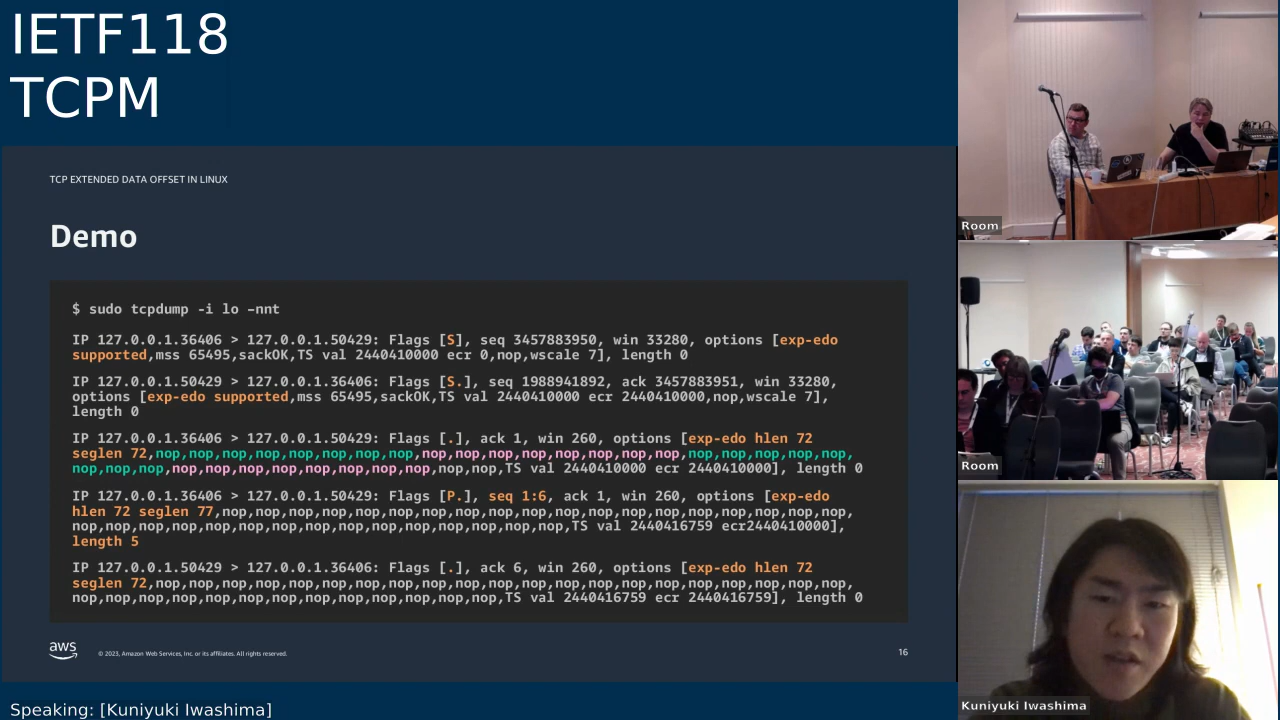 IETF118
TCPM
TCP EXTENDED DATA OFFSET IN LINUX
Demo
$ sudo tcpdump -i lo -nnt
IP 127.0.0.1.36406 > 127.0.0.1.50429: Flags [S], seq 3457883950, win 33280, options [exp-edo
supported,mss 65495,sackOK,TS val 2440410000 ecr 0,nop,wscale 7], length 0
IP 127.0.0.1.50429 > 127.0.0.1.36406: Flags [S.], seq 1988941892, ack 3457883951, win 33280,
options [exp-edo supported,mss 65495,sackOK,TS val 2440410000 ecr 2440410000,nop,wscale 7],
length 0
IP 127.0.0.1.36406 > 127.0.0.1.50429: Flags [.], ack 1, win 260, options [exp-edo hlen 72
seglen 72,nop,nop,nop,nop,nop,nop,nop,nop,nop,nop,nop,nop,nop,nop,nop,nop,nop,nop,nop,nop,nop,
nop,nop,nop,nop,nop,nop,nop,nop,nop,nop,nop,nop,nop,nop,TS val 2440410000 ecr 2440410000], length 0
IP 127.0.0.1.36406 > 127.0.0.1.50429: Flags [P.], seq 1:6, ack 1, win 260, options [exp-edo
hlen 72 seglen 77,nop,nop,nop,nop,nop,nop,nop,nop,nop,nop,nop,nop,nop,nop,nop,nop,nop,nop,nop,
nop,nop,nop,nop,nop,nop,nop,nop,nop,nop,nop,nop,nop,nop,nop,TS val 2440416759 ecr2440410000],
length 5
IP 127.0.0.1.50429 > 127.0.0.1.36406: Flags [.], ack 6, win 260, options [exp-edo hlen 72
seglen 72,nop,nop,nop,nop,nop,nop,nop,nop,nop,nop,nop,nop,nop,nop,nop,nop,nop,nop,nop,nop,nop,
nop,nop,nop,nop,nop,nop,nop,nop,nop,nop,nop,nop,nop,TS val 2440416759 ecr 2440416759], length 0
aws
© 2023, Amazon Web Services, Inc. or its affiliates. All rights reserved.
16
Speaking: [Kuniyuki Iwashima]
Room
Room
Kuniyuki Iwashima